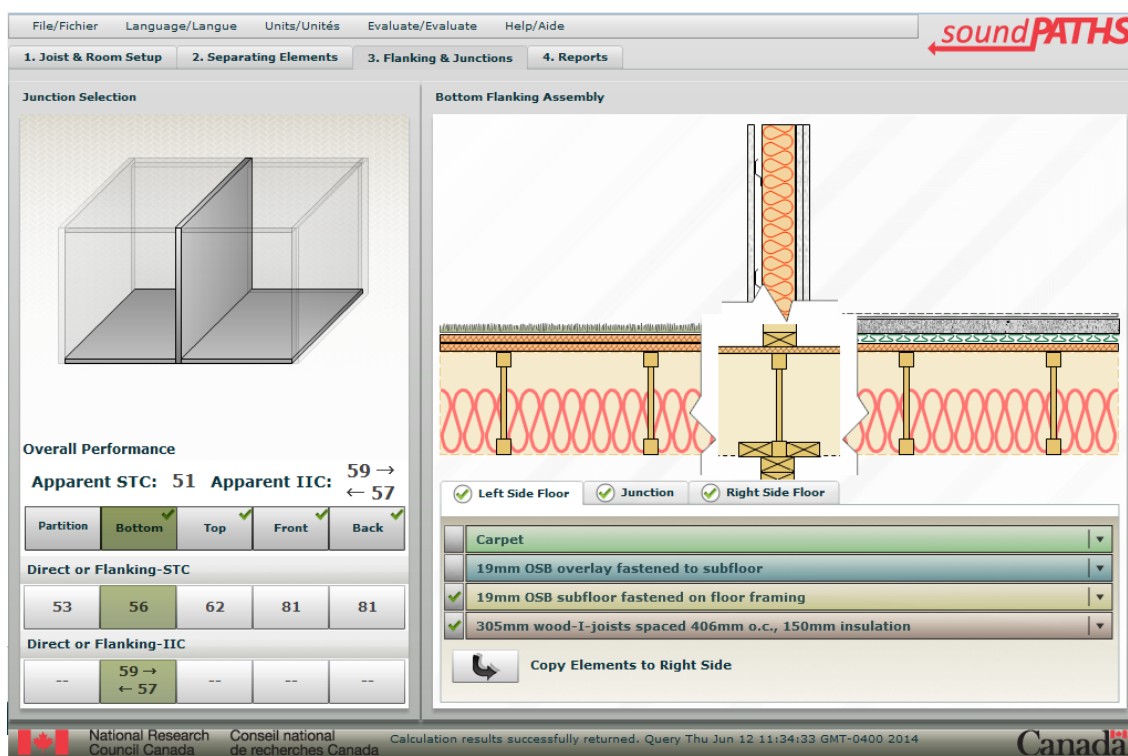 File/Fichier Language/Langue Units/Unités Evaluate/Evaluate Help/Aide
soundPATHS
1. Joist & Room Setup 2. Separating Elements 3. Flanking & Junctions 4. Reports
Junction Selection
Bottom Flanking Assembly
Overall Performance
Apparent STC: 51 Apparent IIC: 59 →
← 57
Partition Bottom Top Front Back
Direct or Flanking-STC
53 56 62 81 81
Direct or Flanking-IIC
-- 59 → -- -- --
← 57
Left Side Floor Junction Right Side Floor
Carpet
19mm OSB overlay fastened to subfloor
19mm OSB subfloor fastened on floor framing
305mm wood-I-joists spaced 406mm o.c., 150mm insulation
Copy Elements to Right Side
National Research Council Canada
Conseil national de recherches Canada
Calculation results successfully returned. Query Thu Jun 12 11:34:33 GMT-0400 2014
Canada